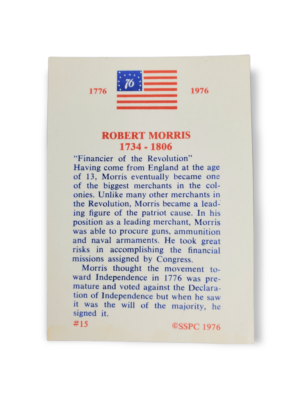 76
1776 1976
ROBERT MORRIS
1734 - 1806
"Financier of the Revolution"
Having come from England at the age
of 13, Morris eventually became one
of the biggest merchants in the col-
onies. Unlike many other merchants in
the Revolution, Morris became a lead-
ing figure of the patriot cause. In his
position as a leading merchant, Morris
was able to procure guns, ammunition
and naval armaments. He took great
risks in accomplishing the financial
missions assigned by Congress.
Morris thought the movement to-
ward Independence in 1776 was pre-
mature and voted against the Declara-
tion of Independence but when he saw
it was the will of the majority, he
signed it.
#15 ©SSPC 1976